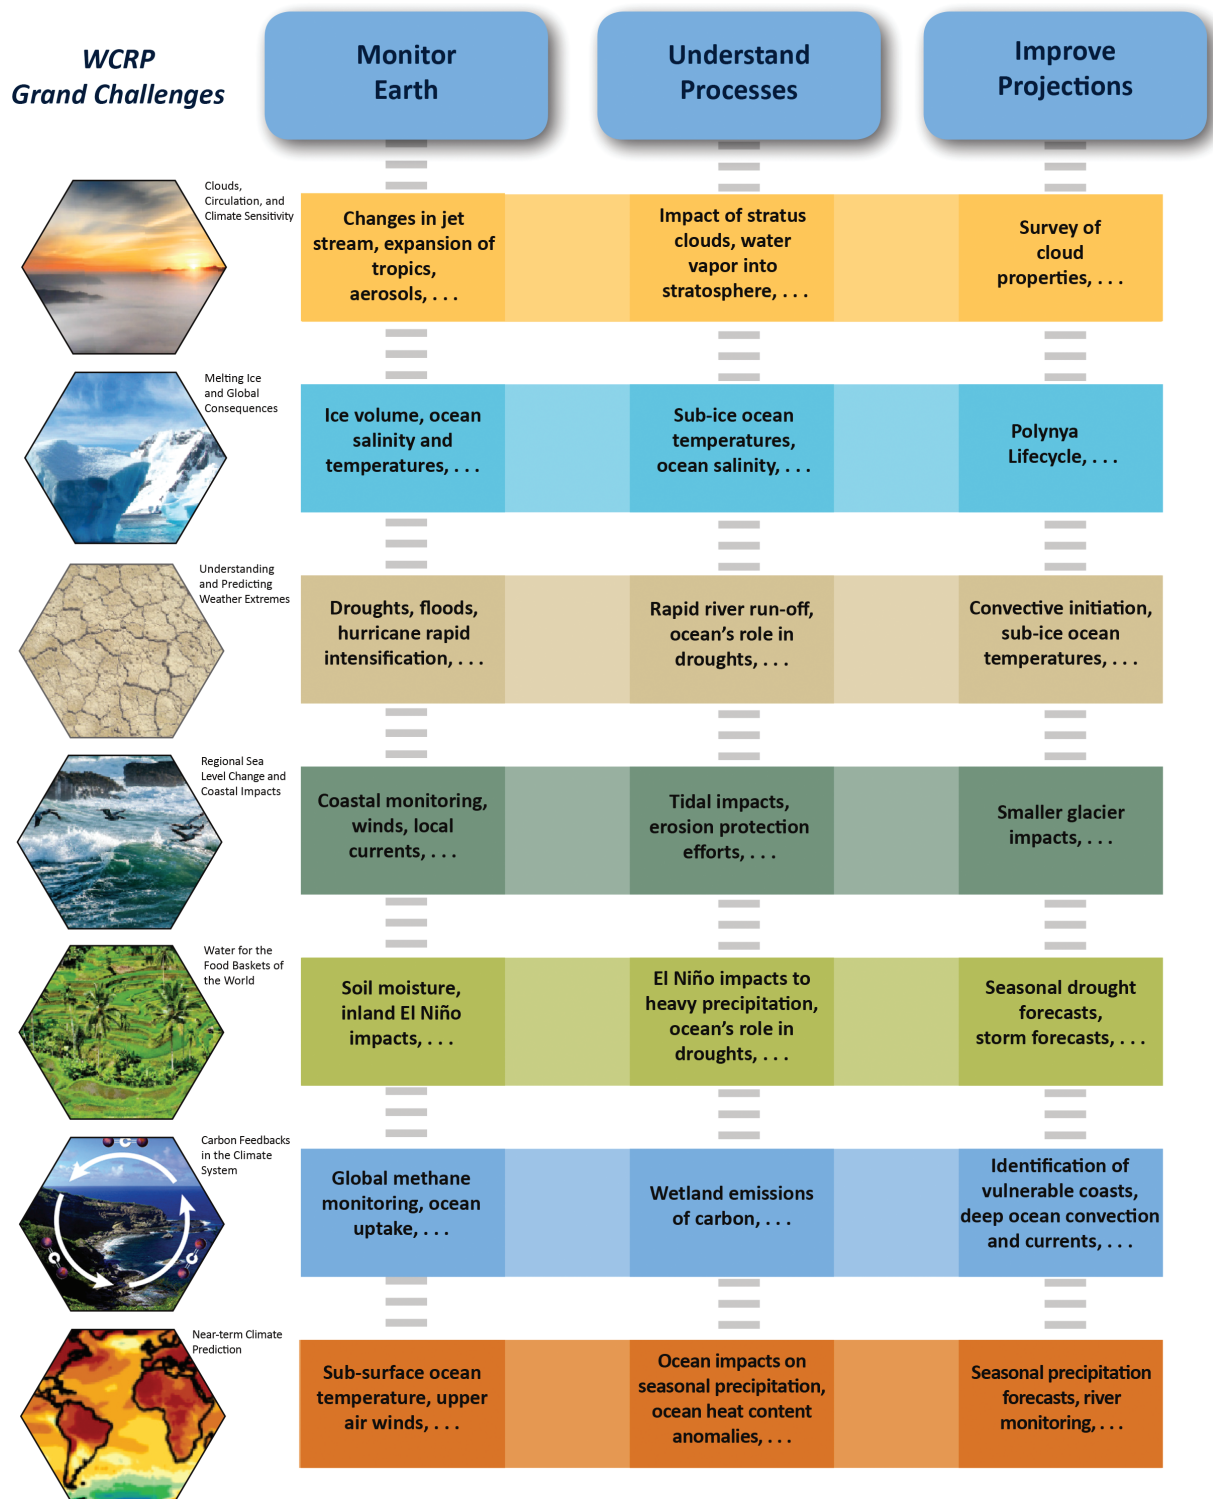 WCRP
Grand Challenges
Monitor
Earth
Understand
Processes
Improve
Projections
Clouds,
Circulation, and
Climate Sensitivity
Changes in jet
stream, expansion of
tropics,
aerosols, . . .
Impact of stratus
clouds, water
vapor into
stratosphere, . . .
Survey of
cloud
properties, . . .
Melting Ice
and Global
Consequences
Ice volume, ocean
salinity and
temperatures, . . .
Sub-ice ocean
temperatures,
ocean salinity, . . .
Polynya
Lifecycle, . . .
Understanding
and Predicting
Weather Extremes
Droughts, floods,
hurricane rapid
intensification, . . .
Rapid river run-off,
ocean’s role in
droughts, . . .
Convective initiation,
sub-ice ocean
temperatures, . . .
Regional Sea
Level Change and
Coastal Impacts
Coastal monitoring,
winds, local
currents, . . .
Tidal impacts,
erosion protection
efforts, . . .
Smaller glacier
impacts, . . .
Water for the
Food Baskets of
the World
Soil moisture,
inland El Niño
impacts, . . .
El Niño impacts to
heavy precipitation,
ocean’s role in
droughts, . . .
Seasonal drought
forecasts,
storm forecasts, . . .
Carbon Feedbacks
in the Climate
System
C
C
C
Global methane
monitoring, ocean
uptake, . . .
Wetland emissions
of carbon, . . .
Identification of
vulnerable coasts,
deep ocean convection
and currents, . . .
Near-term Climate
Prediction
Sub-surface ocean
temperature, upper
air winds, . . .
Ocean impacts on
seasonal precipitation,
ocean heat content
anomalies, . . .
Seasonal precipitation
forecasts, river
monitoring, . . .